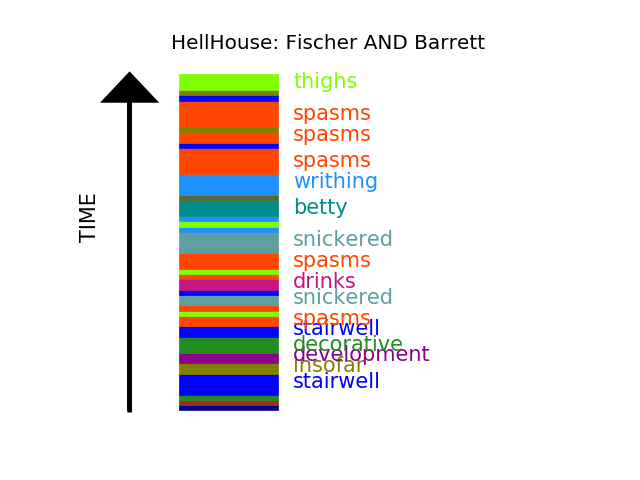 HellHouse: Fischer AND Barrett
thighs
spasms
spasms
spasms
writhing
betty
TIME
snickered
spasms
drinks
snickered
spasms
stairwell
decorative
development
insofar
stairwell